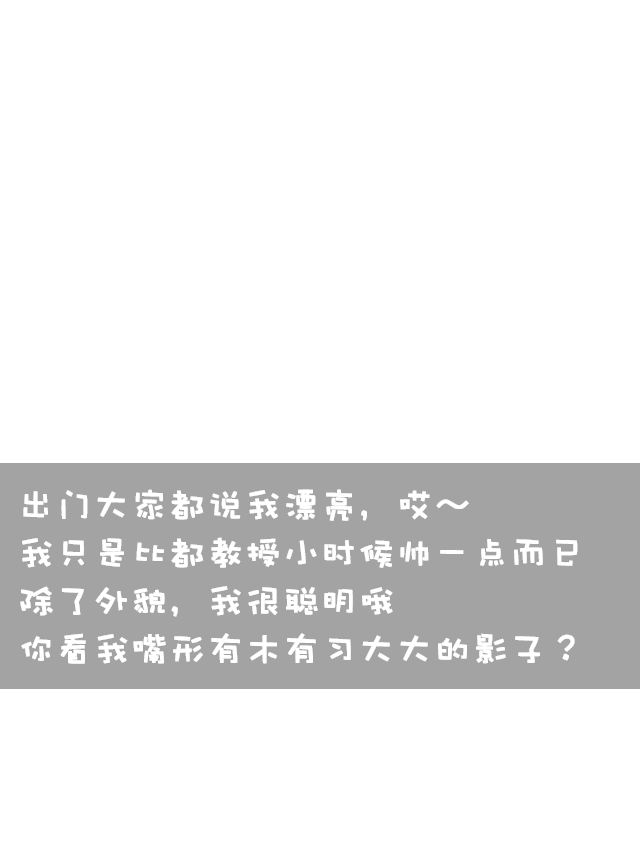 出门大家都说我漂亮，哎～
我只是比都教授小时候帅一点而已
除了外貌，我很聪明哦
你看我嘴形有木有习大大的影子？